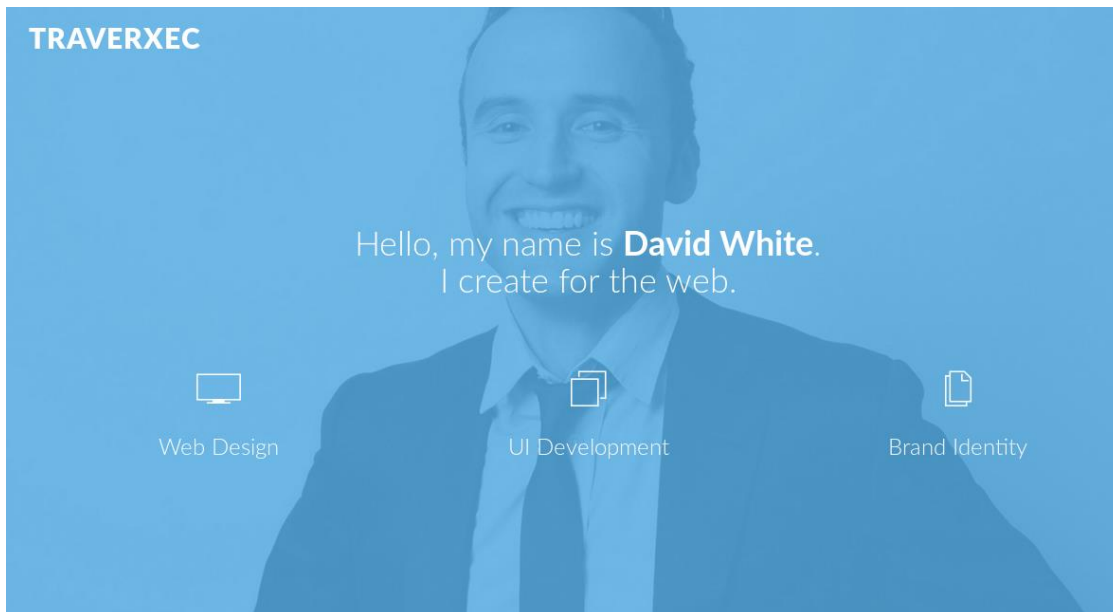 TRAVERXEC
Hello, my name is David White.
I create for the web.
Web Design
UI Development
Brand Identity